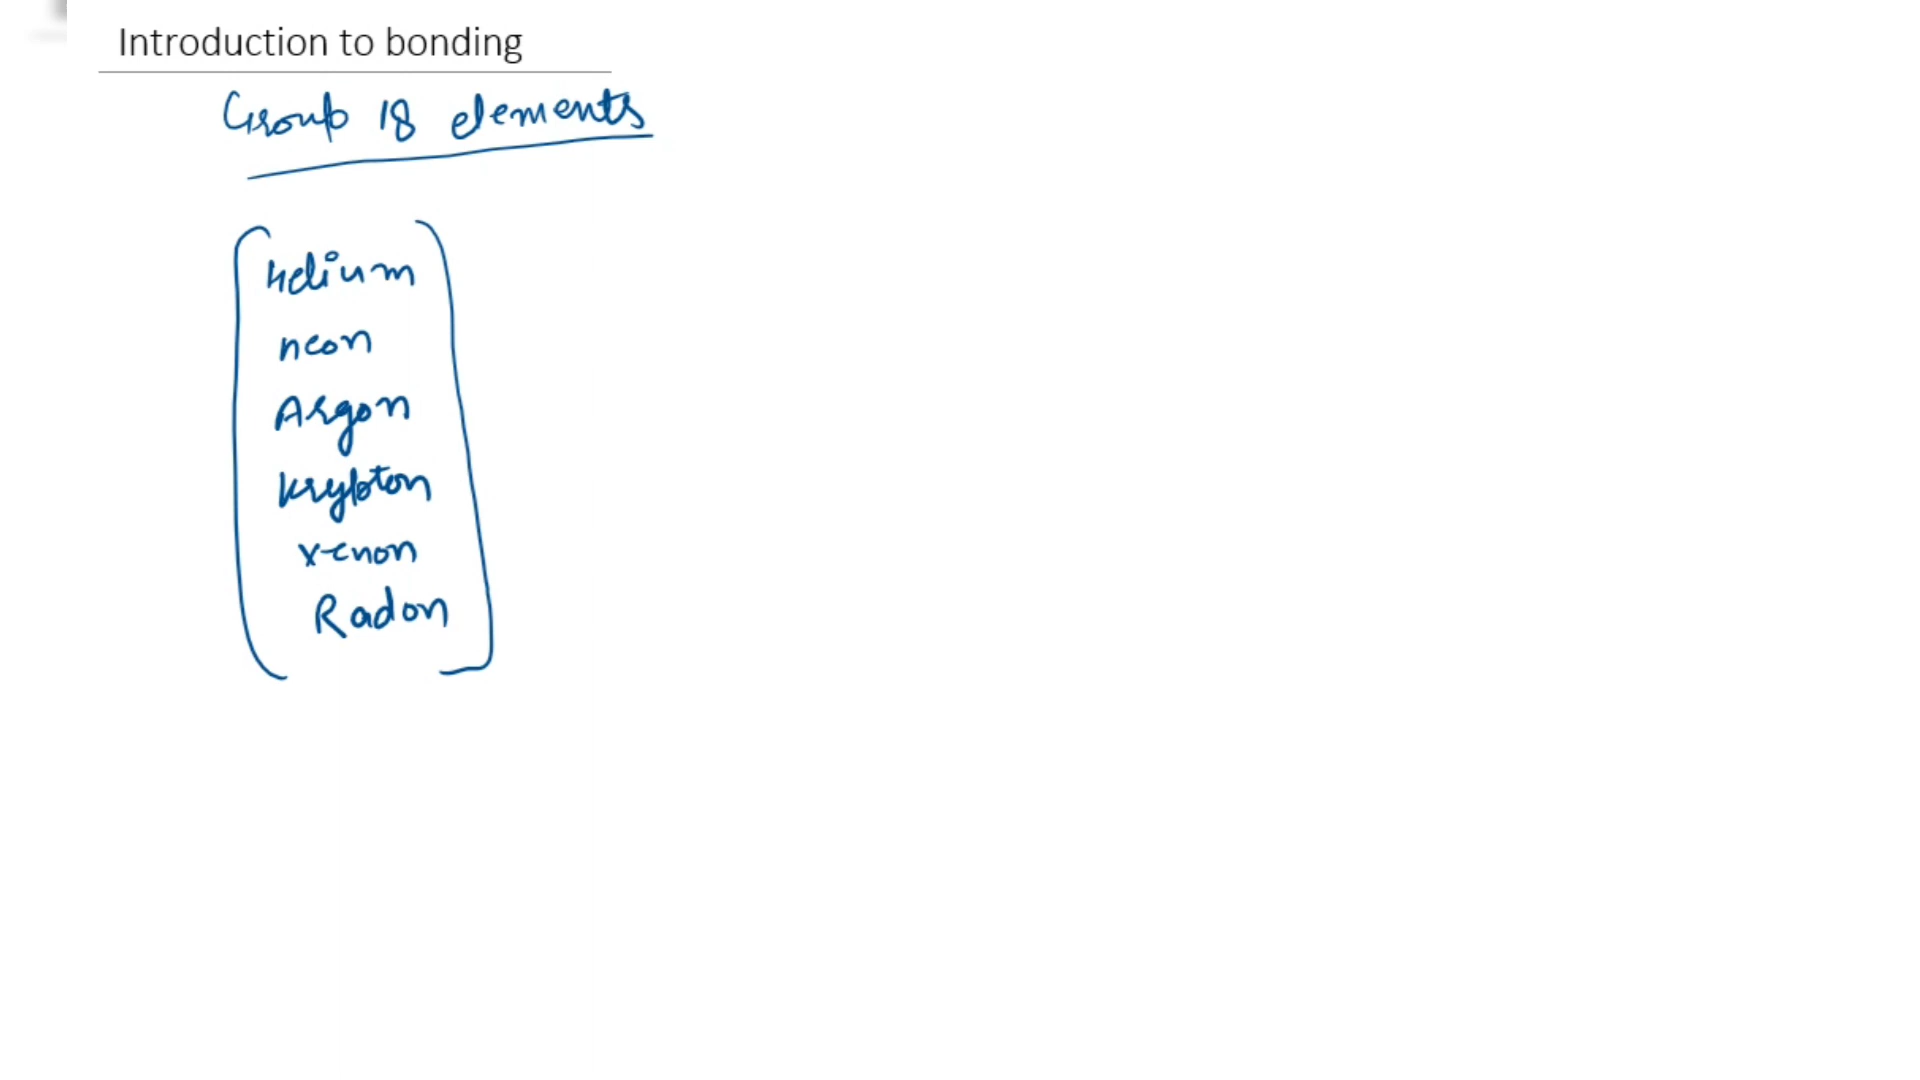 Introduction to bonding
Group 18 elements
Helium
neon
Argon
Krypton
Xenon
Radon